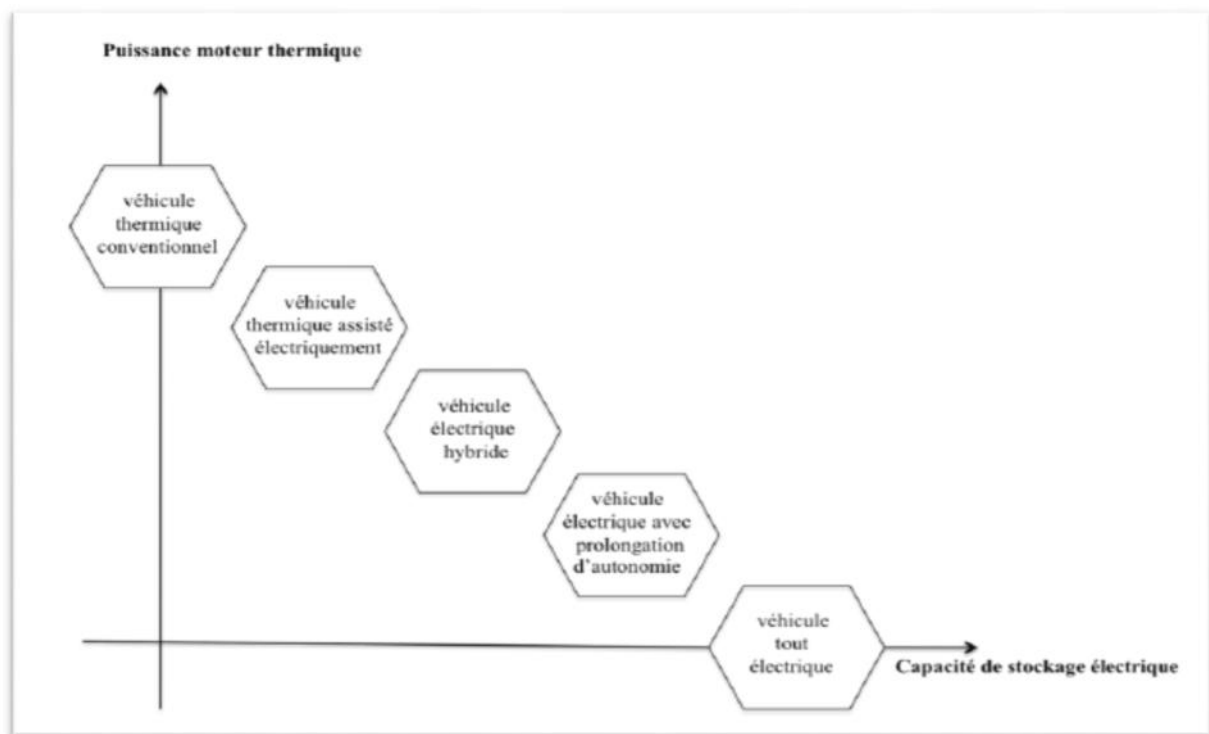 Puissance moteur thermique
véhicule
thermique
conventionnel
véhicule
thermique assisté
électriquement
véhicule
électrique
hybride
véhicule
électrique avec
prolongation
d'autonomie
véhicule
tout
électrique
Capacité de stockage électrique